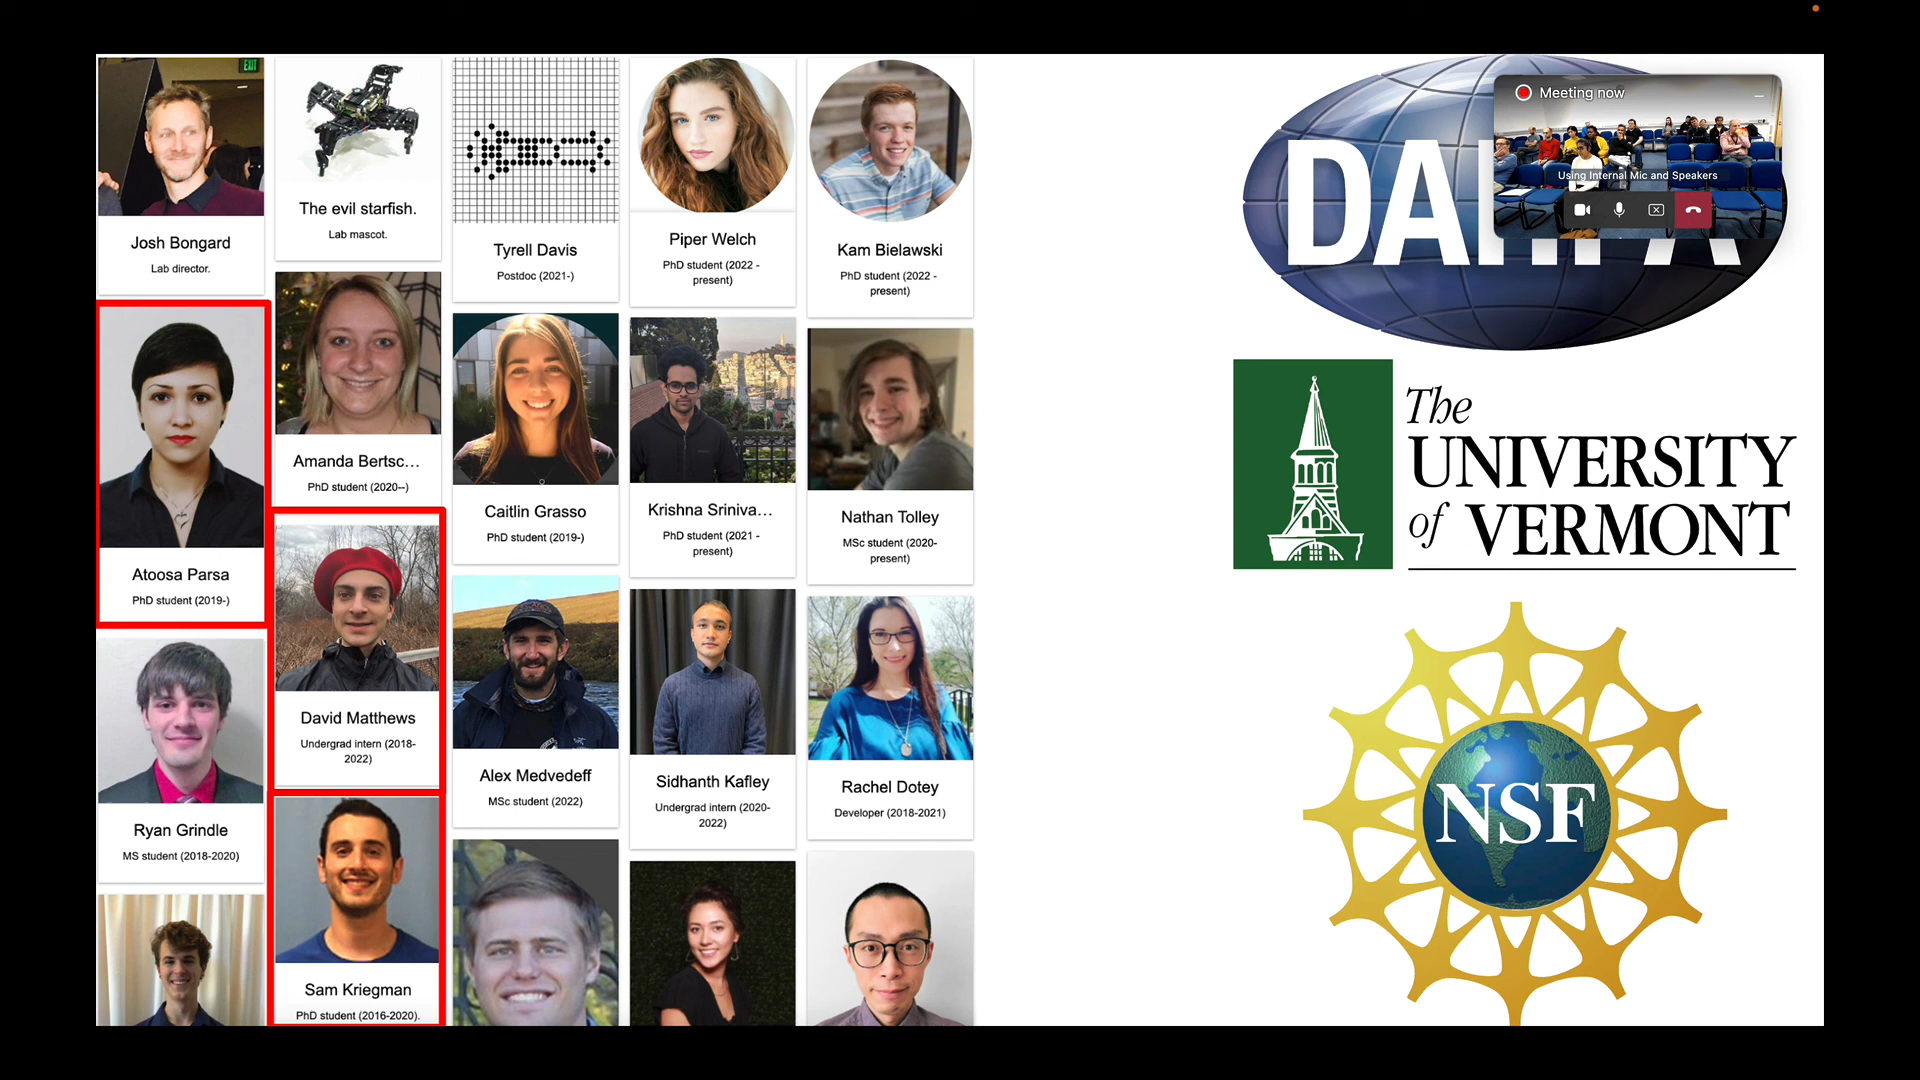 EXIT
Josh Bongard
Lab director.
Atoosa Parsa
PhD student (2019-)
Ryan Grindle
MS student (2018-2020)
The evil starfish.
Lab mascot.
Amanda Bertsc...
PhD student (2020--)
David Matthews
Undergrad intern (2018-
2022)
Sam Kriegman
PhD student (2016-2020).
Tyrell Davis
Postdoc (2021-)
Caitlin Grasso
PhD student (2019-)
Alex Medvedeff
MSc student (2022)
Piper Welch
PhD student (2022 -
present)
Krishna Sriniva...
PhD student (2021 -
present)
Sidhanth Kafley
Undergrad intern (2020-
2022)
Kam Bielawski
PhD student (2022 -
present)
Nathan Tolley
MSc student (2020-
present)
Rachel Dotey
Developer (2018-2021)
Meeting now
Using Internal Mic and Speakers
The
UNIVERSITY
of VERMONT
NSF